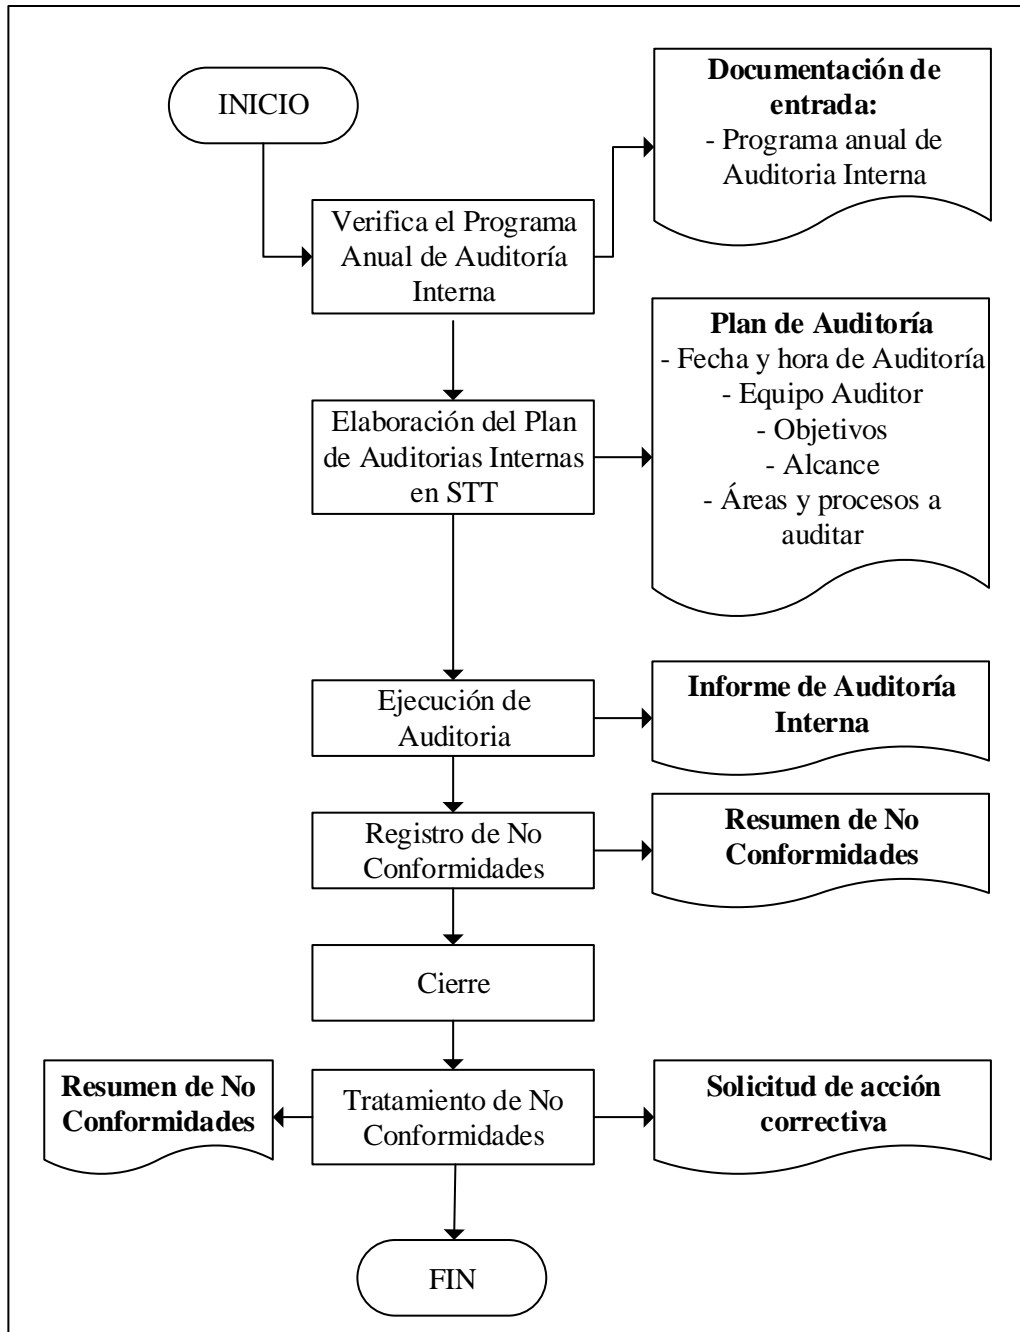 INICIO
Documentación de
entrada:
- Programa anual de
Auditoria Interna
Verifica el Programa
Anual de Auditoría
Interna
Plan de Auditoría
- Fecha y hora de Auditoría
- Equipo Auditor
- Objetivos
- Alcance
- Áreas y procesos a
auditar
Elaboración del Plan
de Auditorias Internas
en STT
Ejecución de
Auditoria
Informe de Auditoría
Interna
Registro de No
Conformidades
Resumen de No
Conformidades
Cierre
Resumen de No
Conformidades
Tratamiento de No
Conformidades
Solicitud de acción
correctiva
FIN